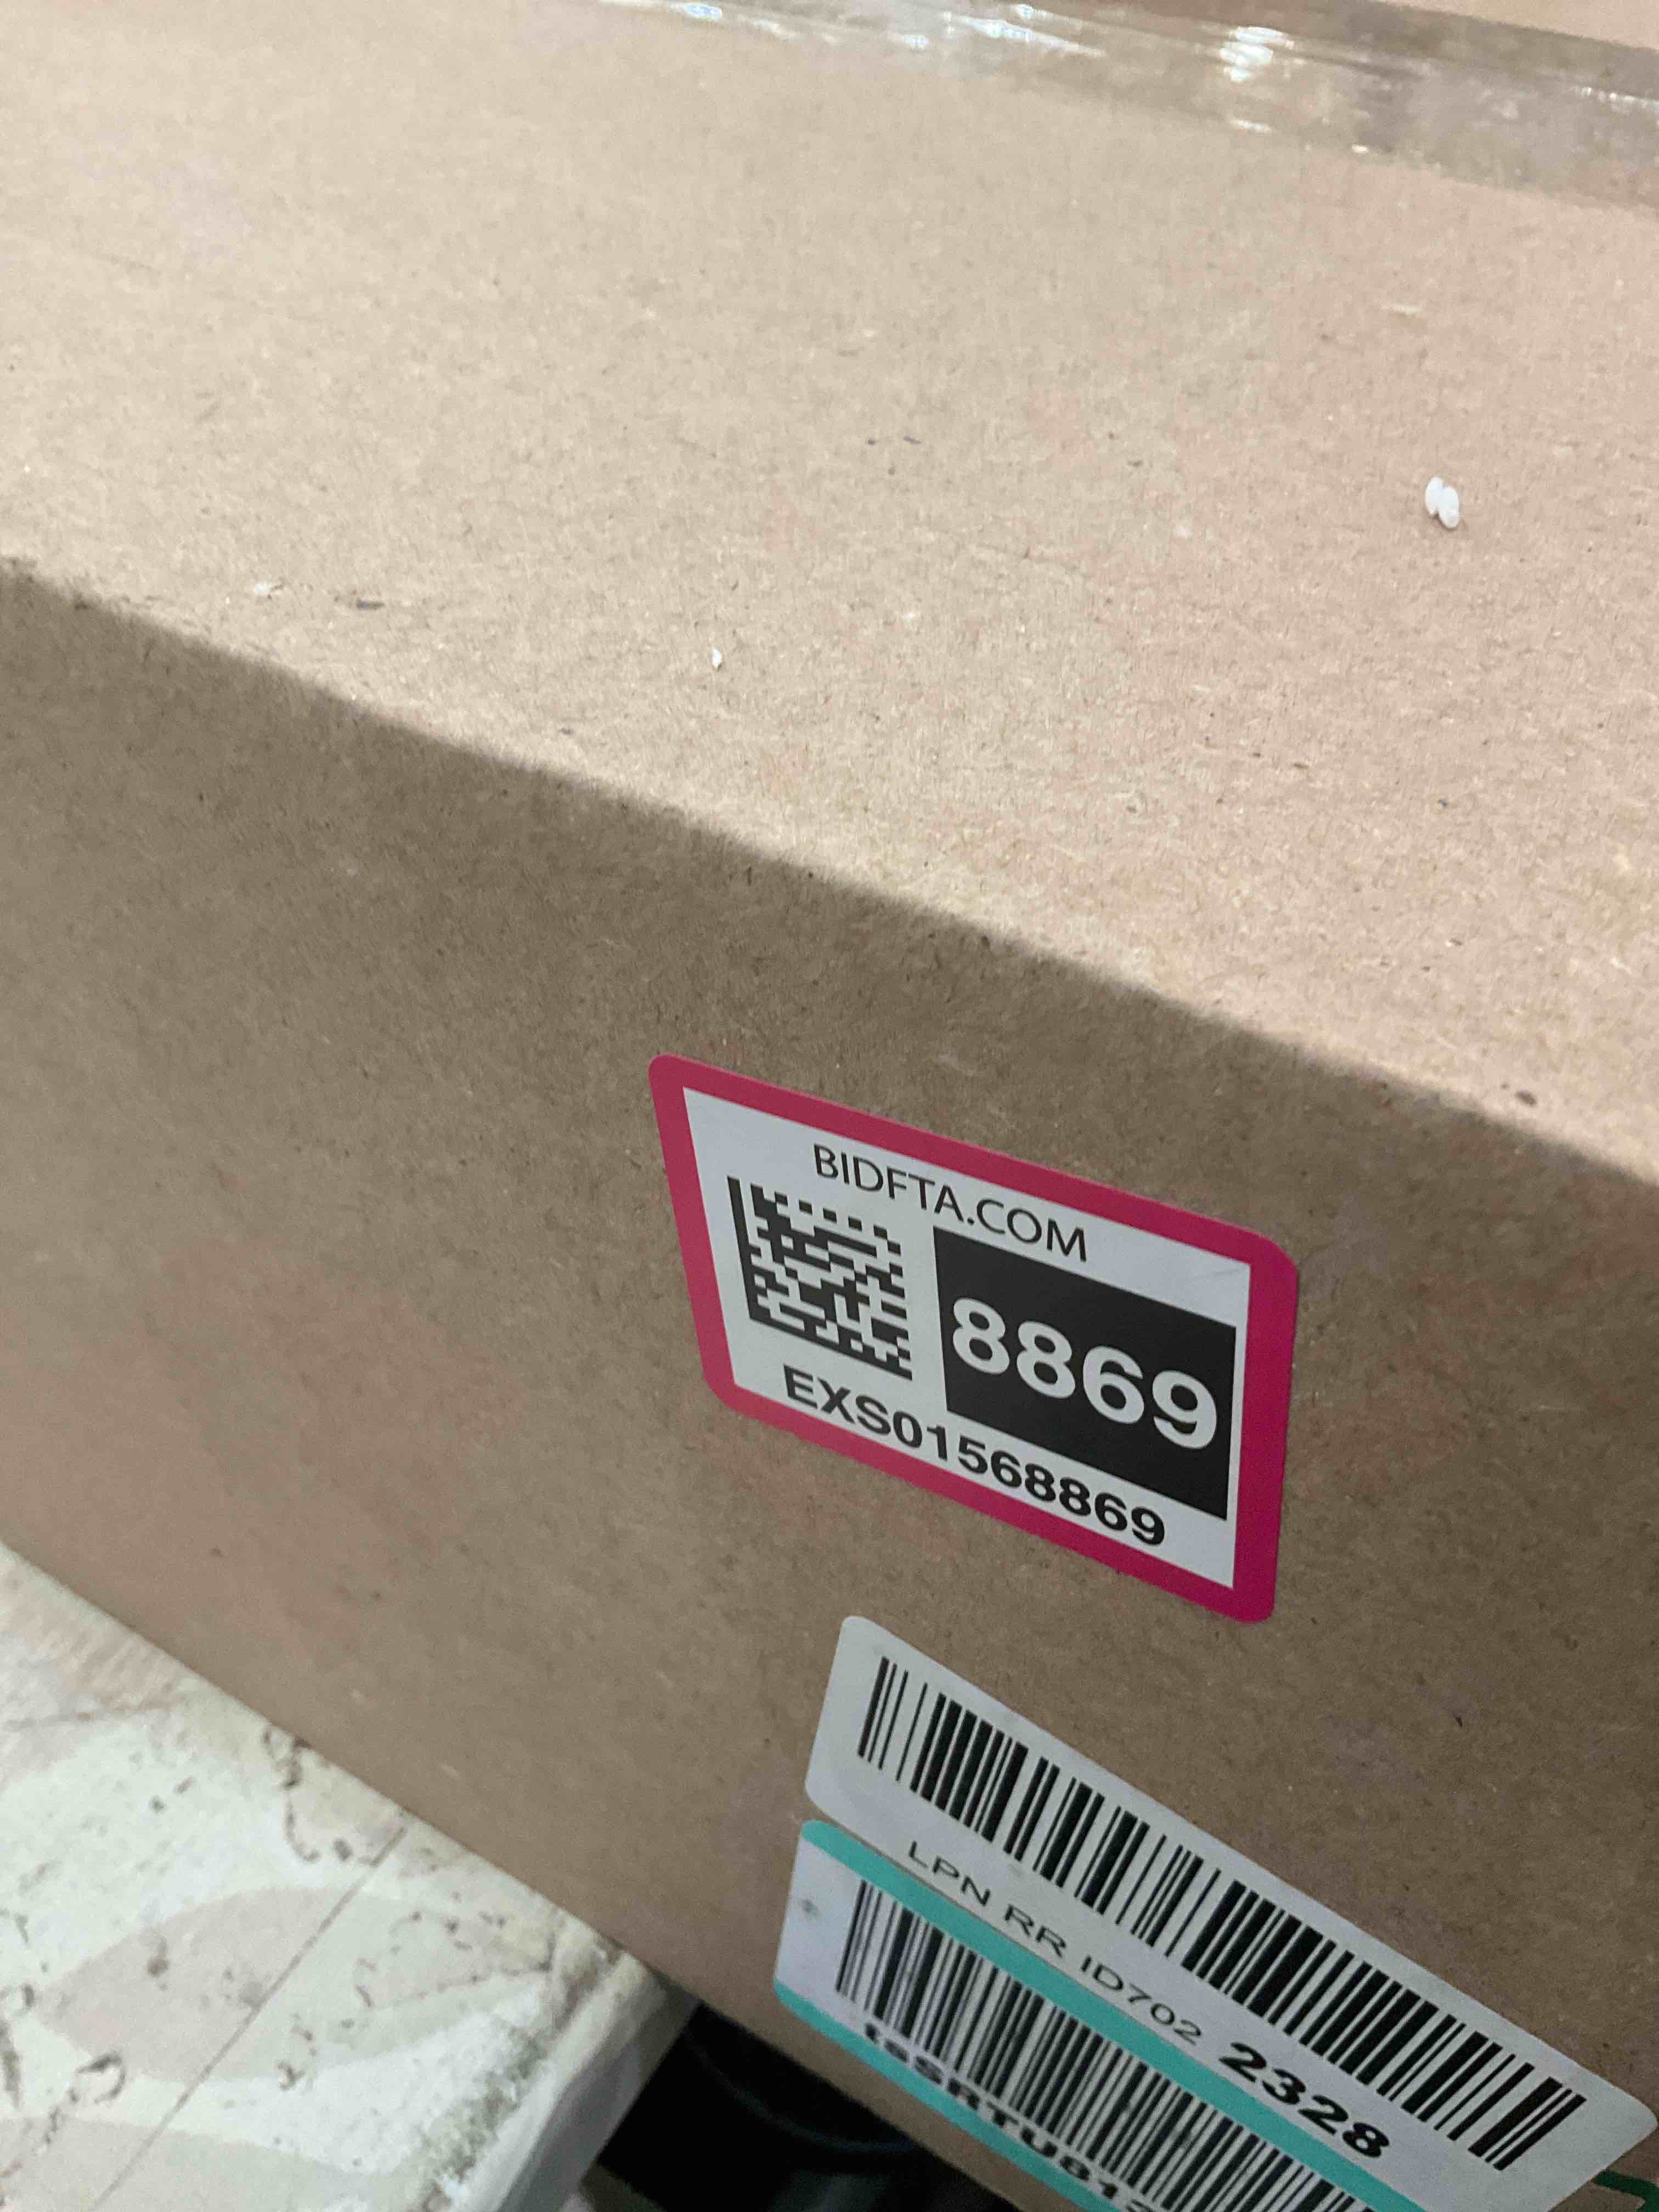 BIDFTA.COM
8869
EXS01568869
LPN RR ID702 2328